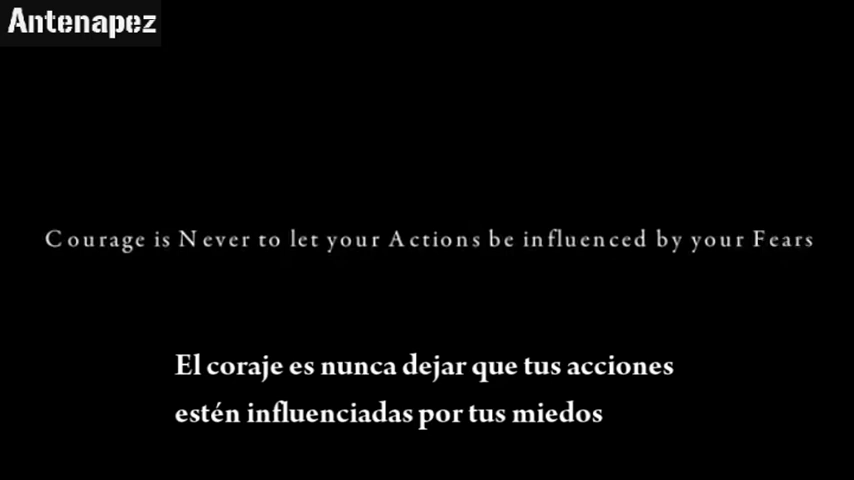 Antenapez
Courage is Never to let your Actions be influenced by your Fears
El coraje es nunca dejar que tus acciones
estén influenciadas por tus miedos